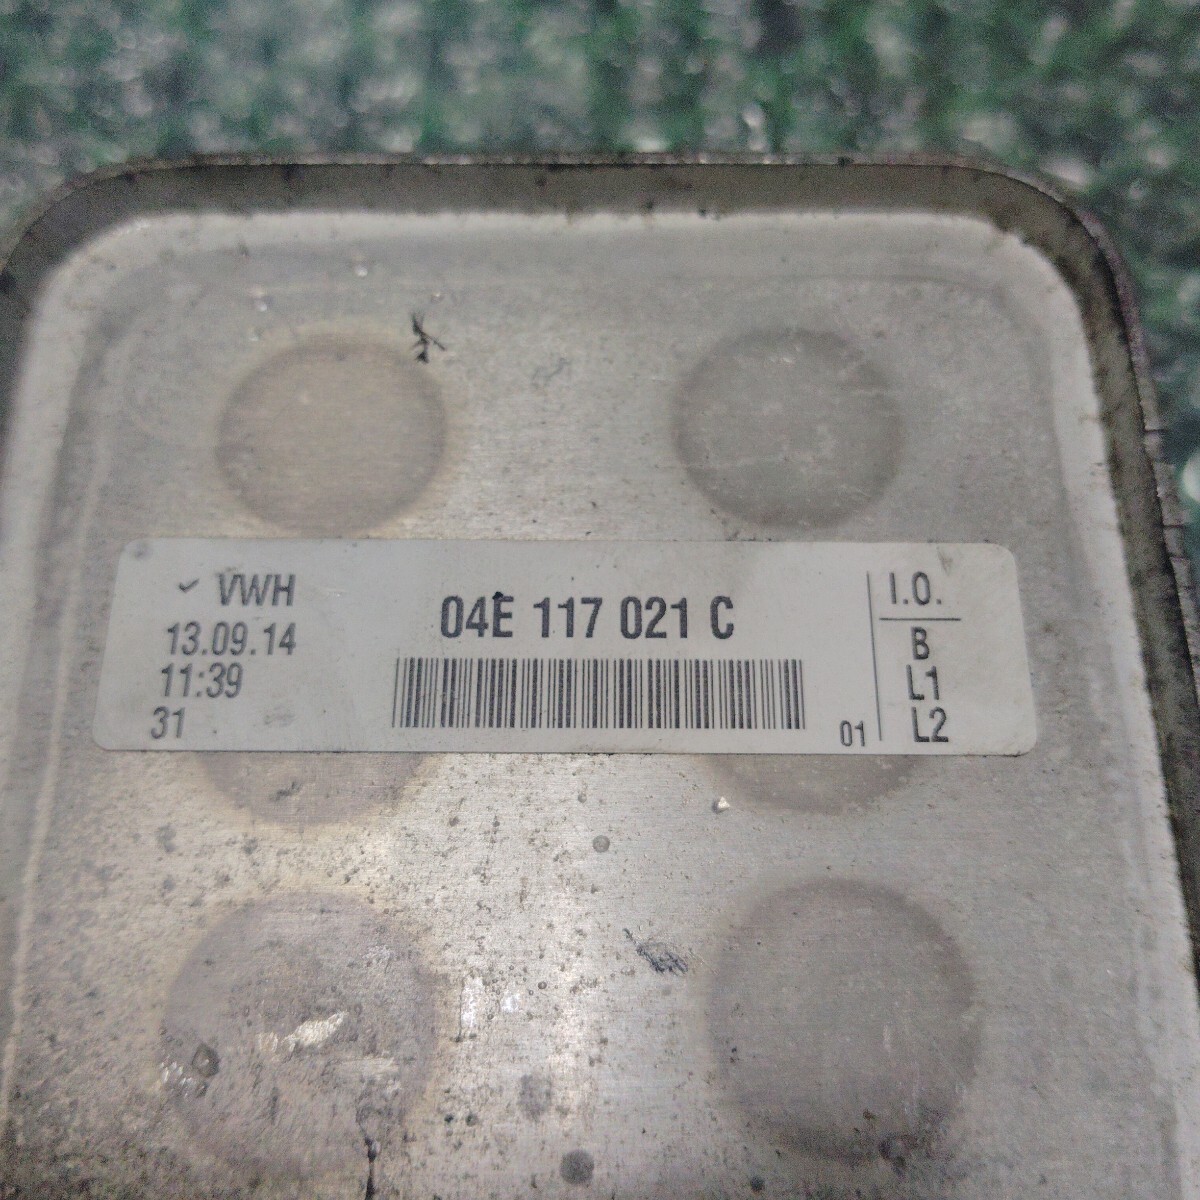 ✓ VWH
13.09.14
11:39
31
04E 117 021 C
01
I.O.
B
L1
L2